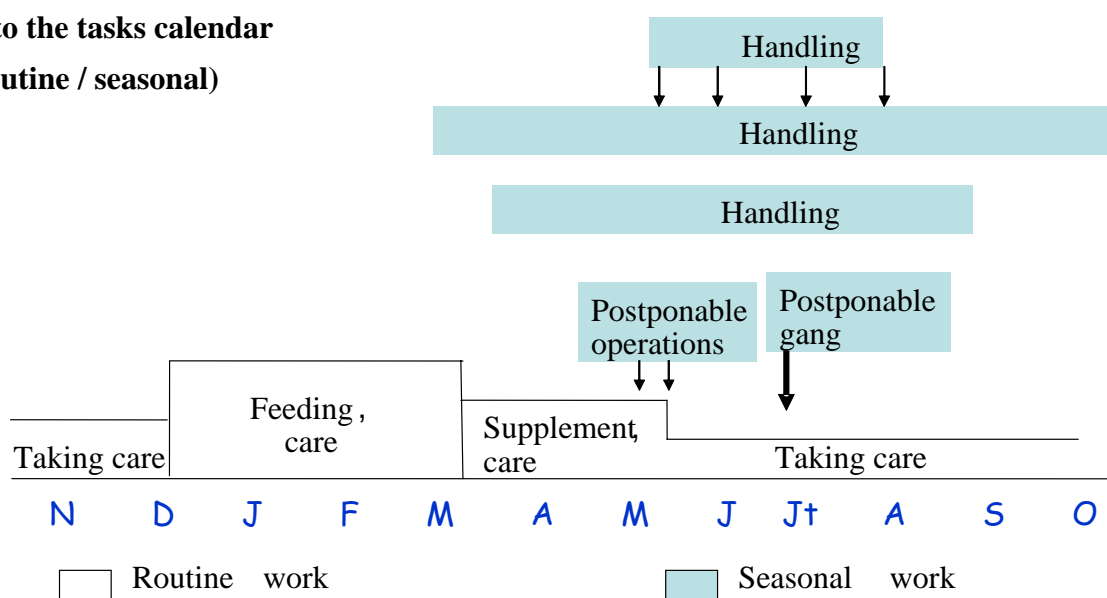 to the tasks calendar
utine / seasonal)
Handling
Handling
Handling
Postponable
operations
Postponable
gang
Feeding,
care
Supplement,
care
Taking care
Taking care
N D J F M A M J Jt A S O
Routine work
Seasonal work